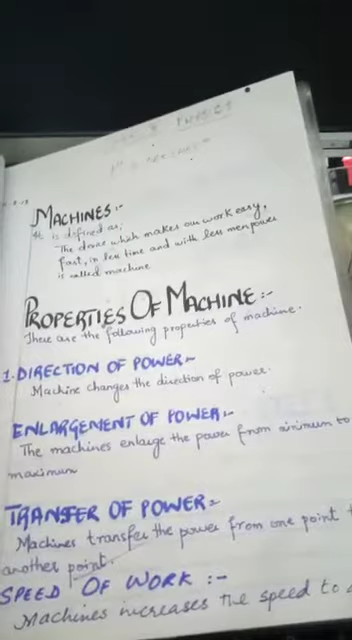 PHYSICS
MACHINES:-
It is defined as;
The device which makes our work easy,
fast, in less time and with less menpower
is called machine
PROPERTIES OF MACHINE:-
There are the following properties of machine.
1. DIRECTION OF POWER:-
Machine changes the direction of power.
ENLARGEMENT OF POWER:-
The machines enlarge the power from minimum to
maximum
TRANSFER OF POWER:-
Machines transfer the power from one point
another point.
SPEED OF WORK :-
Machines increases the speed to